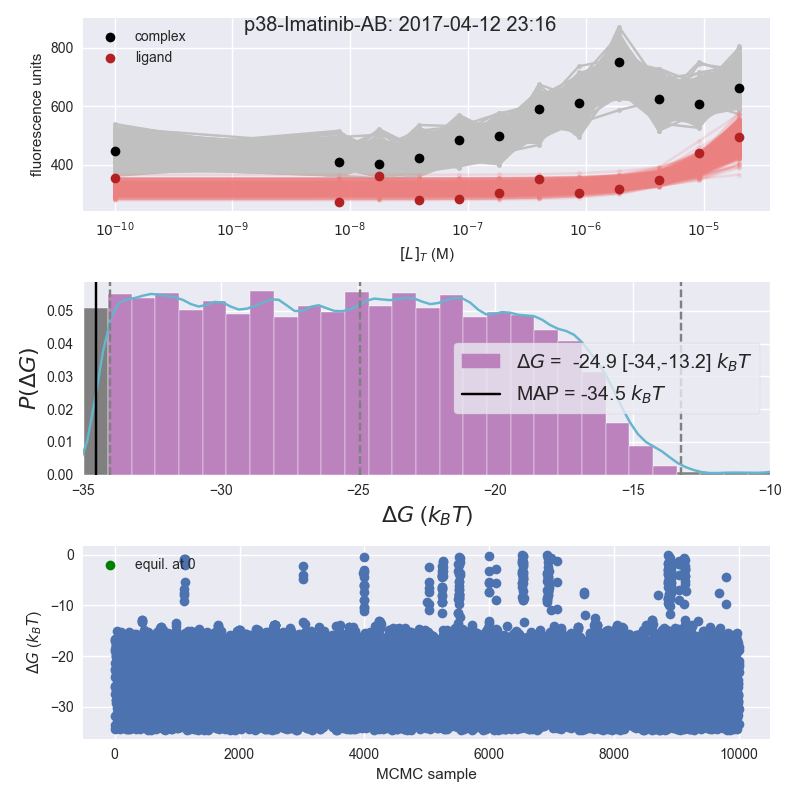 p38-Imatinib-AB: 2017-04-12 23:16
complex
ligand
fluorescence units
800
600
400
10⁻¹⁰ 10⁻⁹ 10⁻⁸ 10⁻⁷ 10⁻⁶ 10⁻⁵
[L]_T (M)
P(ΔG)
0.05
0.04
0.03
0.02
0.01
0.00
ΔG = -24.9 [-34,-13.2] k_BT
MAP = -34.5 k_BT
−35 −30 −25 −20 −15 −10
ΔG (k_BT)
equil. at 0
ΔG (k_BT)
0
−10
−20
−30
0 2000 4000 6000 8000 10000
MCMC sample